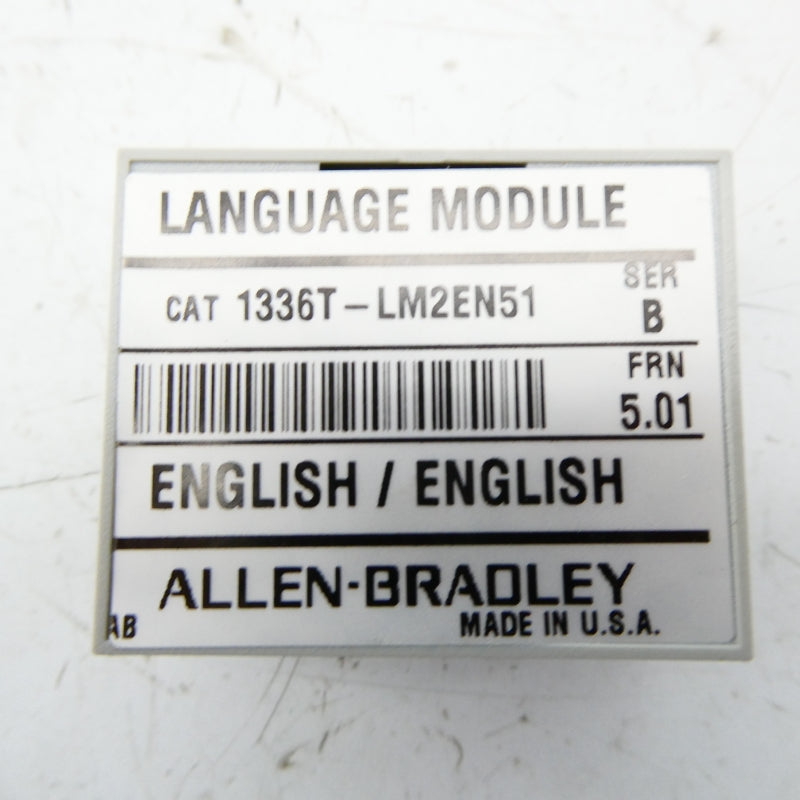 LANGUAGE MODULE
SER
CAT 1336T-LM2EN51
B
FRN
5.01
ENGLISH / ENGLISH
ALLEN-BRADLEY
AB
MADE IN U.S.A.